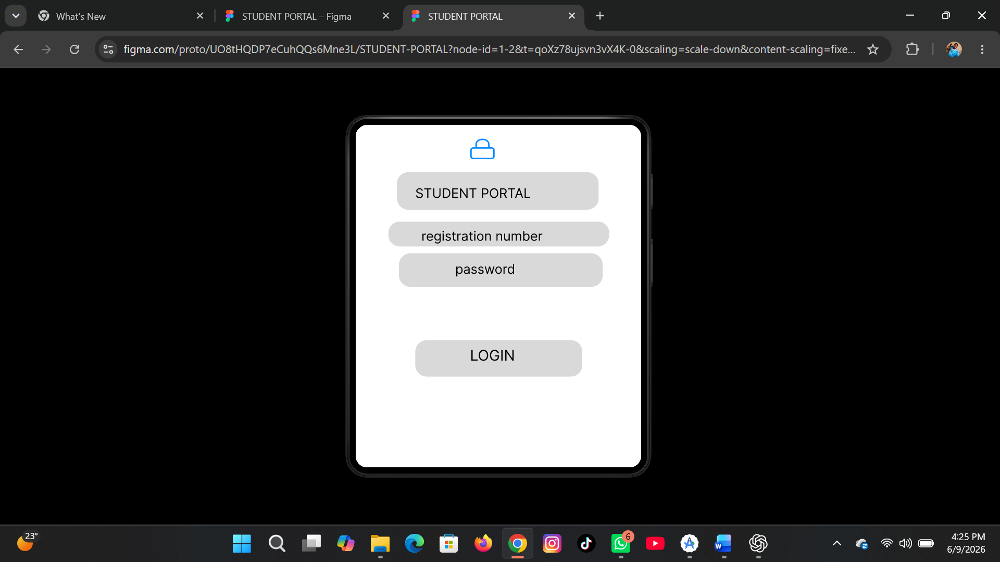 What's New
STUDENT PORTAL – Figma
STUDENT PORTAL
figma.com/proto/UO8tHQDP7eCuhQQs6Mne3L/STUDENT-PORTAL?node-id=1-2&t=qoXz78ujsvn3vX4K-0&scaling=scale-down&content-scaling=fixe...
STUDENT PORTAL
registration number
password
LOGIN
23°
6
W
4:25 PM
6/9/2026